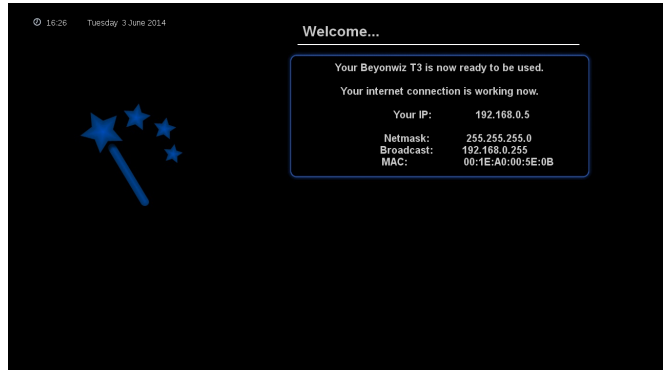 16:26 Tuesday 3 June 2014
Welcome...
Your Beyonwiz T3 is now ready to be used.
Your internet connection is working now.
Your IP: 192.168.0.5
Netmask: 255.255.255.0
Broadcast: 192.168.0.255
MAC: 00:1E:A0:00:5E:0B